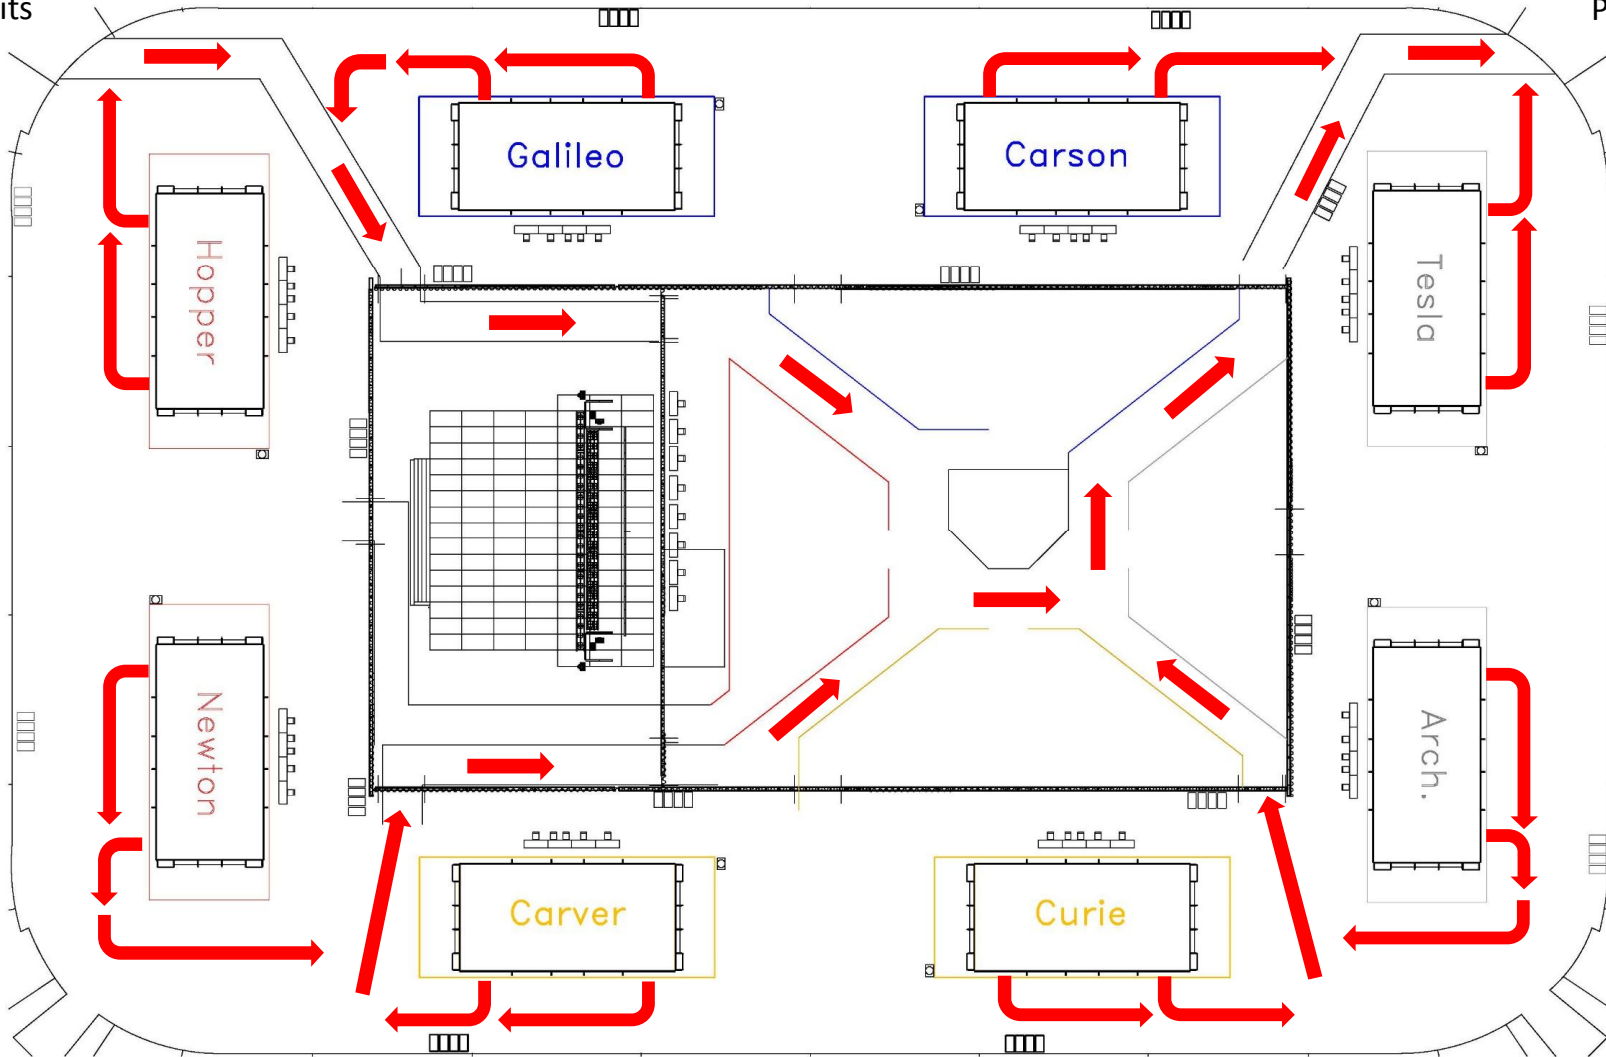 its
P
Galileo
Carson
Hopper
Tesla
Newton
Arch.
Carver
Curie